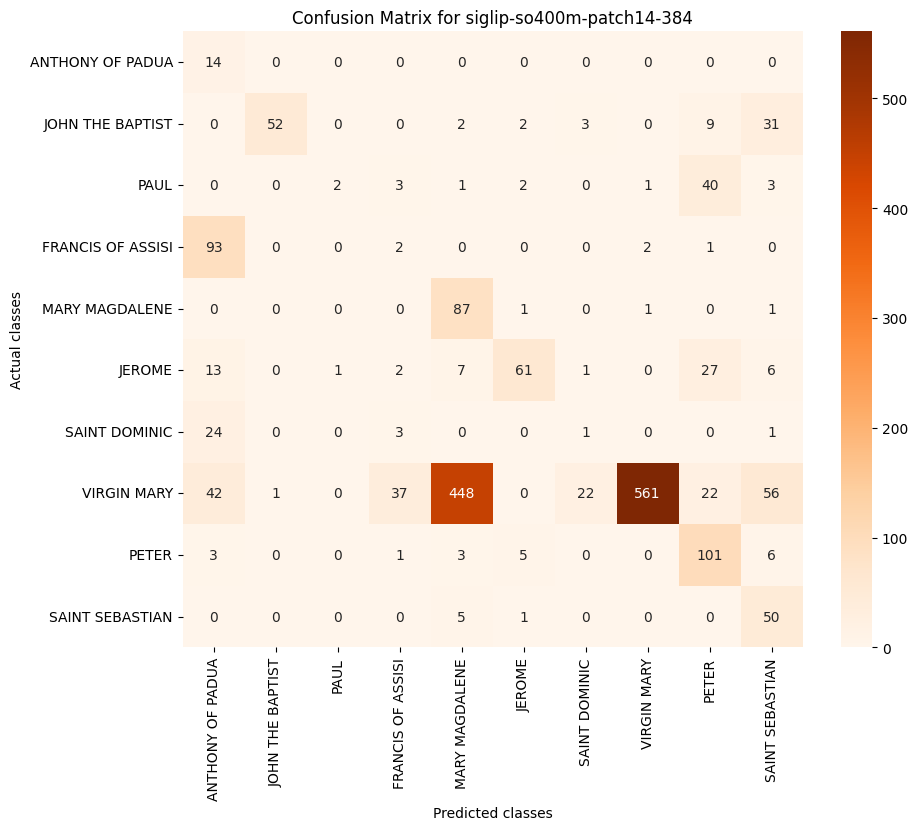 Confusion Matrix for siglip-so400m-patch14-384
ANTHONY OF PADUA 14 0 0 0 0 0 0 0 0 0
JOHN THE BAPTIST 0 52 0 0 2 2 3 0 9 31
PAUL 0 0 2 3 1 2 0 1 40 3
FRANCIS OF ASSISI 93 0 0 2 0 0 0 2 1 0
MARY MAGDALENE 0 0 0 0 87 1 0 1 0 1
JEROME 13 0 1 2 7 61 1 0 27 6
SAINT DOMINIC 24 0 0 3 0 0 1 0 0 1
VIRGIN MARY 42 1 0 37 448 0 22 561 22 56
PETER 3 0 0 1 3 5 0 0 101 6
SAINT SEBASTIAN 0 0 0 0 5 1 0 0 0 50
Actual classes
ANTHONY OF PADUA
JOHN THE BAPTIST
PAUL
FRANCIS OF ASSISI
MARY MAGDALENE
JEROME
SAINT DOMINIC
VIRGIN MARY
PETER
SAINT SEBASTIAN
Predicted classes
500
400
300
200
100
0